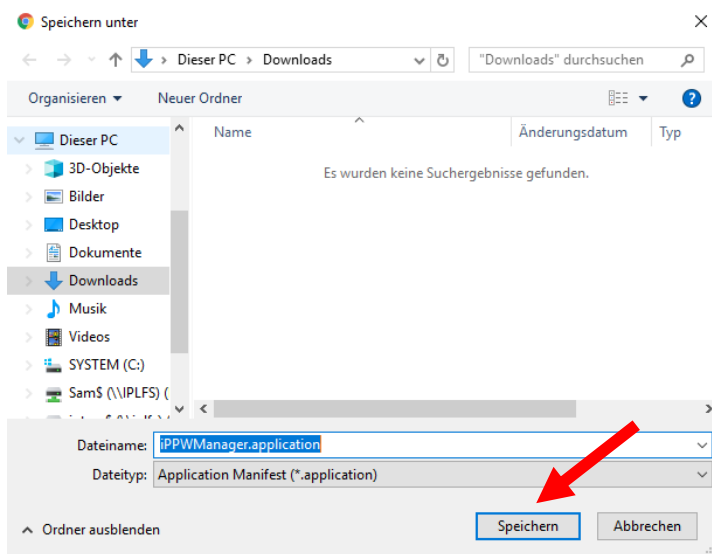 Speichern unter
Dieser PC > Downloads
"Downloads" durchsuchen
Organisieren Neuer Ordner
Name Änderungsdatum Typ
Es wurden keine Suchergebnisse gefunden.
Dieser PC
3D-Objekte
Bilder
Desktop
Dokumente
Downloads
Musik
Videos
SYSTEM (C:)
Sam$ (\\IPLFS) (
Dateiname: iPPWManager.application
Dateityp: Application Manifest (*.application)
Ordner ausblenden
Speichern Abbrechen